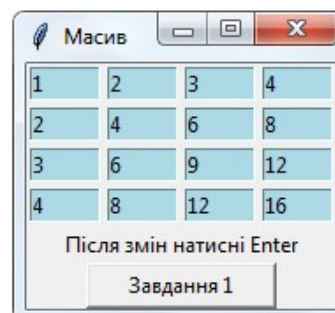 Масив
1 2 3 4
2 4 6 8
3 6 9 12
4 8 12 16
Після змін натисні Enter
Завдання 1